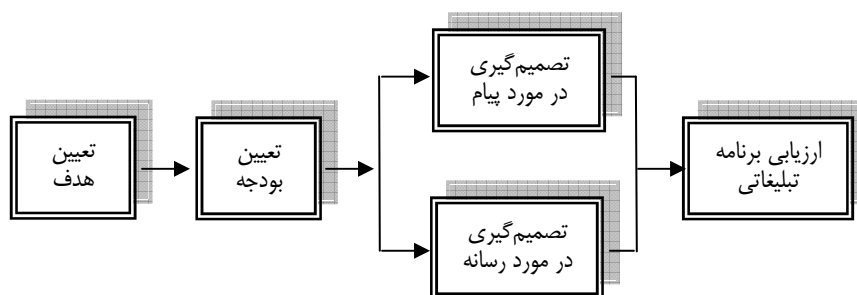 تعیین
هدف
تعیین
بودجه
تصمیم‌گیری
در مورد پیام
تصمیم‌گیری
در مورد رسانه
ارزیابی برنامه
تبلیغاتی